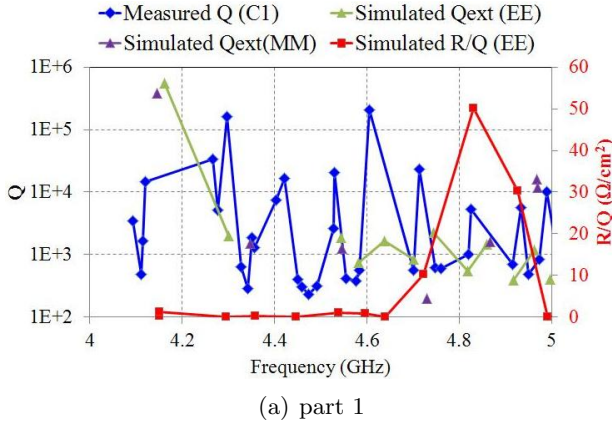 Measured Q (C1) Simulated Qext (EE)
Simulated Qext(MM) Simulated R/Q (EE)
1E+6
1E+5
1E+4
1E+3
1E+2
Q
60
50
40
30
20
10
0
R/Q (Ω/cm²)
4 4.2 4.4 4.6 4.8 5
Frequency (GHz)
(a) part 1